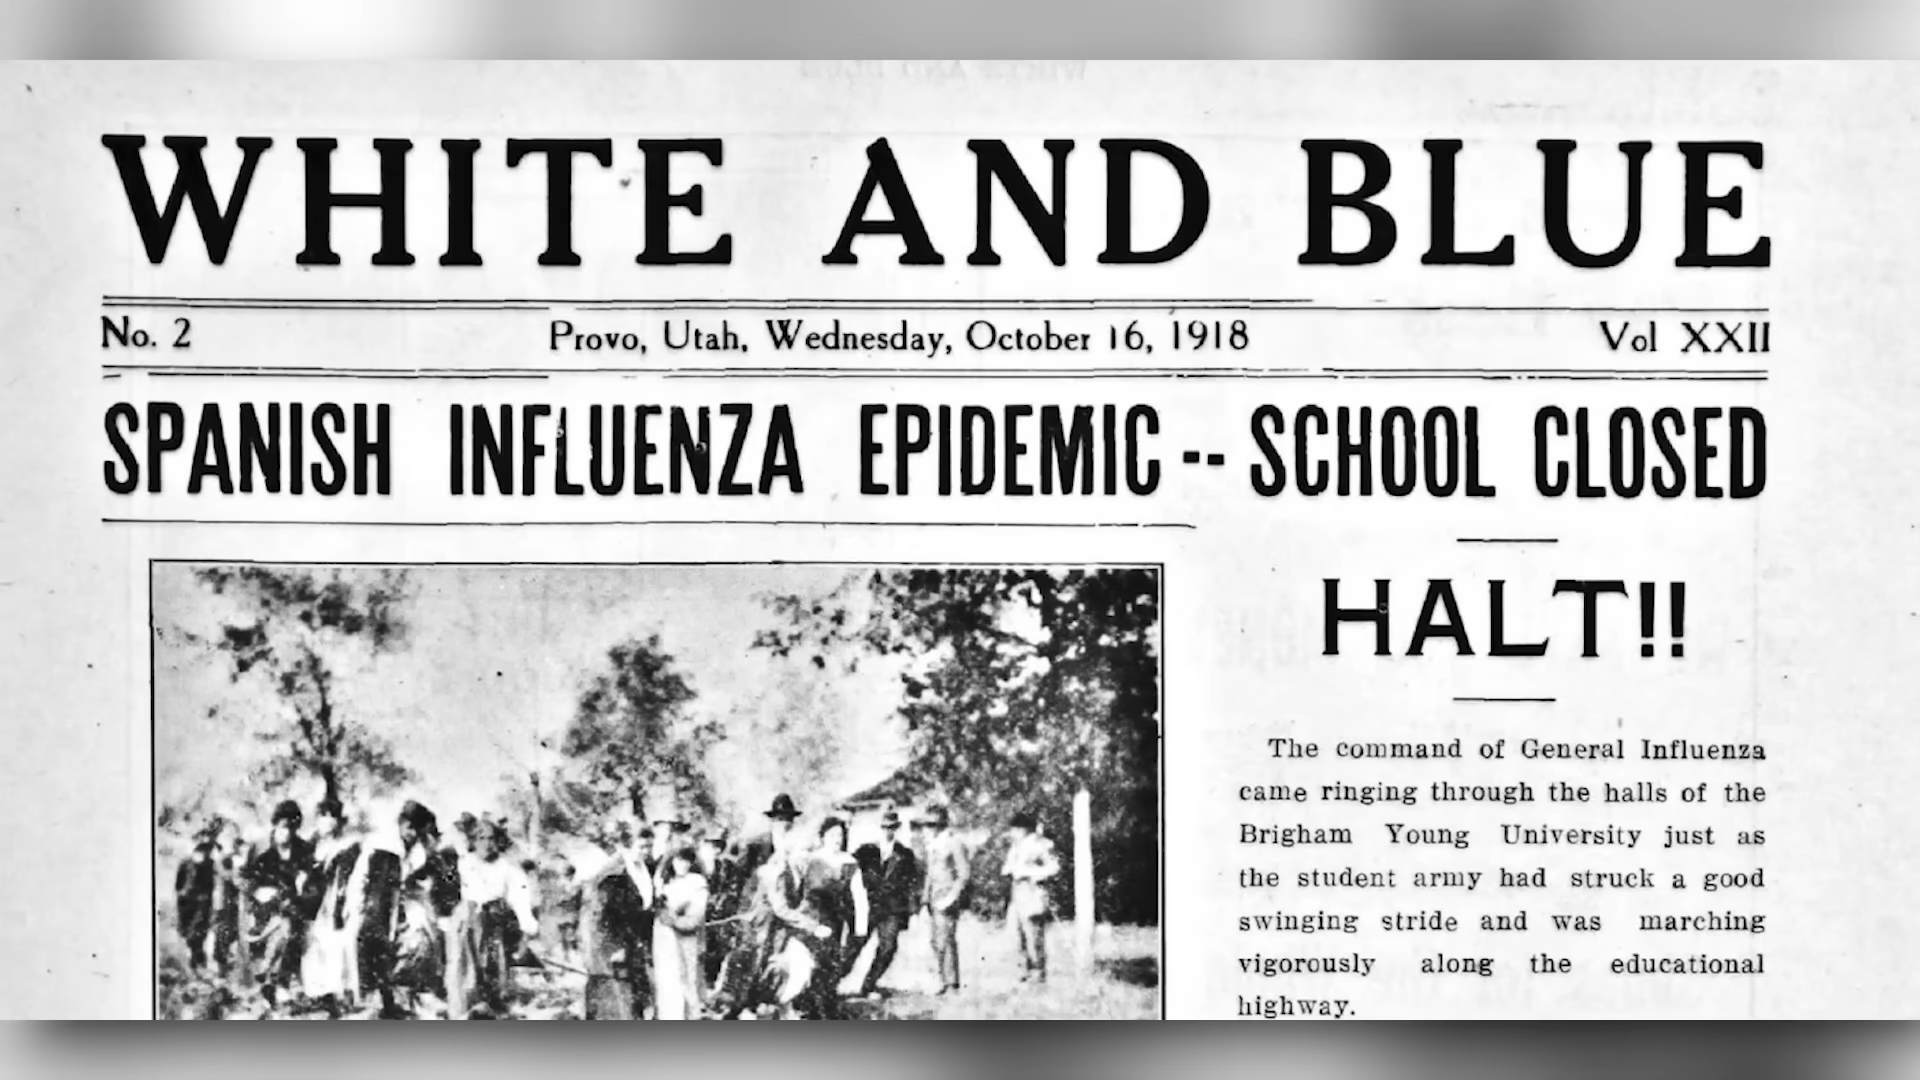 WHITE AND BLUE
No. 2 Provo, Utah, Wednesday, October 16, 1918 Vol XXII
SPANISH INFLUENZA EPIDEMIC -- SCHOOL CLOSED
HALT!!
The command of General Influenza
came ringing through the halls of the
Brigham Young University just as
the student army had struck a good
swinging stride and was marching
vigorously along the educational
highway.